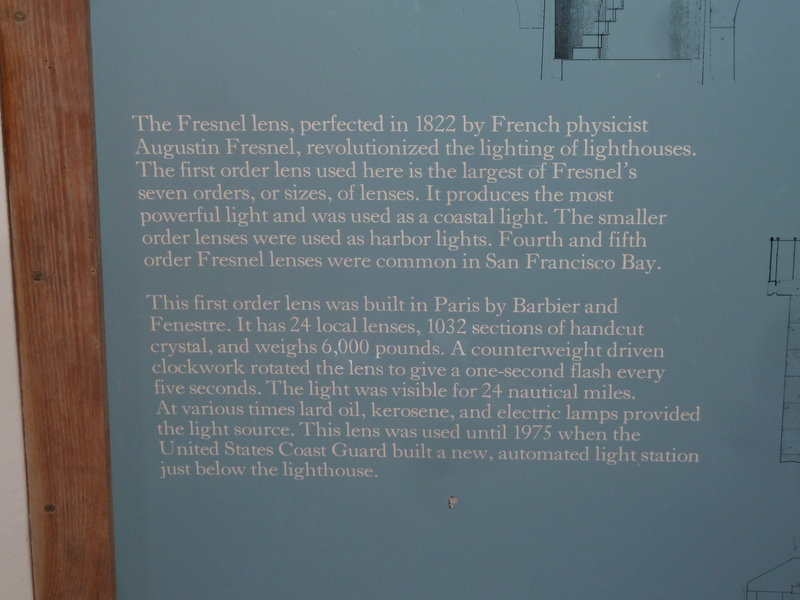 The Fresnel lens, perfected in 1822 by French physicist
Augustin Fresnel, revolutionized the lighting of lighthouses.
The first order lens used here is the largest of Fresnel's
seven orders, or sizes, of lenses. It produces the most
powerful light and was used as a coastal light. The smaller
order lenses were used as harbor lights. Fourth and fifth
order Fresnel lenses were common in San Francisco Bay.
This first order lens was built in Paris by Barbier and
Fenestre. It has 24 local lenses, 1032 sections of handcut
crystal, and weighs 6,000 pounds. A counterweight driven
clockwork rotated the lens to give a one-second flash every
five seconds. The light was visible for 24 nautical miles.
At various times lard oil, kerosene, and electric lamps provided
the light source. This lens was used until 1975 when the
United States Coast Guard built a new, automated light station
just below the lighthouse.